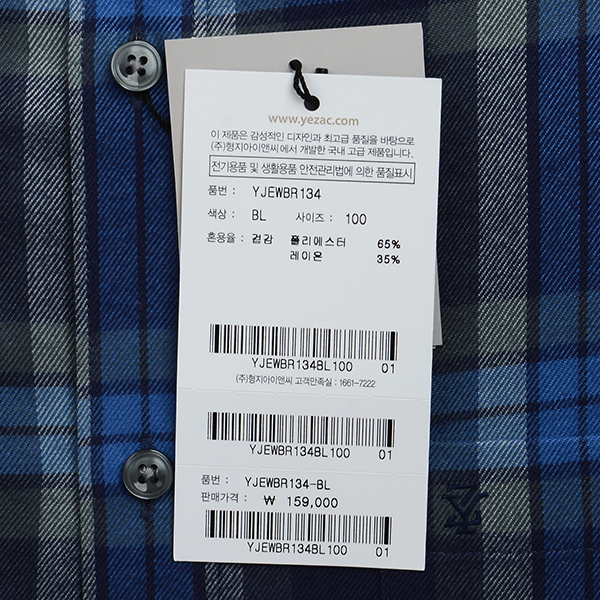 www.yezac.com
이 제품은 감성적인 디자인과 최고급 품질을 바탕으로
(주)형지아이앤씨에서 개발한 국내 고급 제품입니다.
전기용품 및 생활용품 안전관리법에 의한 품질표시
품번 : YJEWBR134
색상 : BL 사이즈 : 100
혼용율 : 겉감 폴리에스터 65%
레이온 35%
YJEWBR134BL100 01
(주)형지아이앤씨 고객만족실 : 1661-7222
YJEWBR134BL100 01
품번 : YJEWBR134-BL
판매가격 : ₩ 159,000
YJEWBR134BL100 01